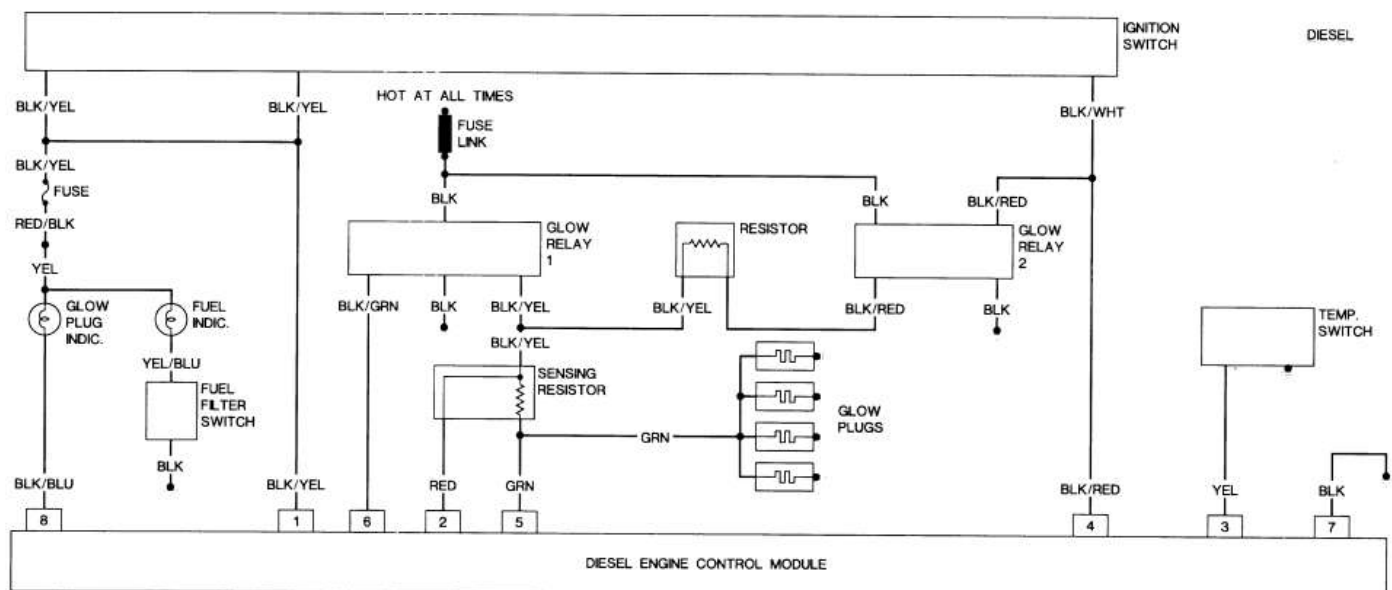 IGNITION
SWITCH
DIESEL
BLK/YEL
BLK/YEL
HOT AT ALL TIMES
BLK/WHT
FUSE
LINK
BLK/YEL
FUSE
RED/BLK
YEL
BLK
GLOW
RELAY
1
RESISTOR
BLK
BLK/RED
GLOW
RELAY
2
GLOW
PLUG
INDIC.
FUEL
INDIC.
BLK/GRN
BLK
BLK/YEL
BLK/YEL
BLK/RED
BLK
TEMP.
SWITCH
YEL/BLU
BLK/YEL
FUEL
FILTER
SWITCH
SENSING
RESISTOR
GLOW
PLUGS
GRN
BLK
BLK/BLU
BLK/YEL
RED
GRN
BLK/RED
YEL
BLK
8
1
6
2
5
4
3
7
DIESEL ENGINE CONTROL MODULE